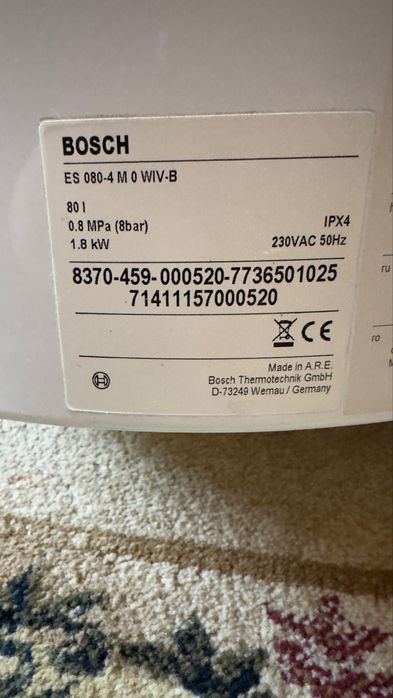 BOSCH
ES 080-4 M 0 WIV-B
80 l
0.8 MPa (8bar)
IPX4
1.8 kW
230VAC 50Hz
8370-459-000520-7736501025
71411157000520
CE
Made in A.R.E.
Bosch Thermotechnik GmbH
D-73249 Wernau / Germany
ru
ro